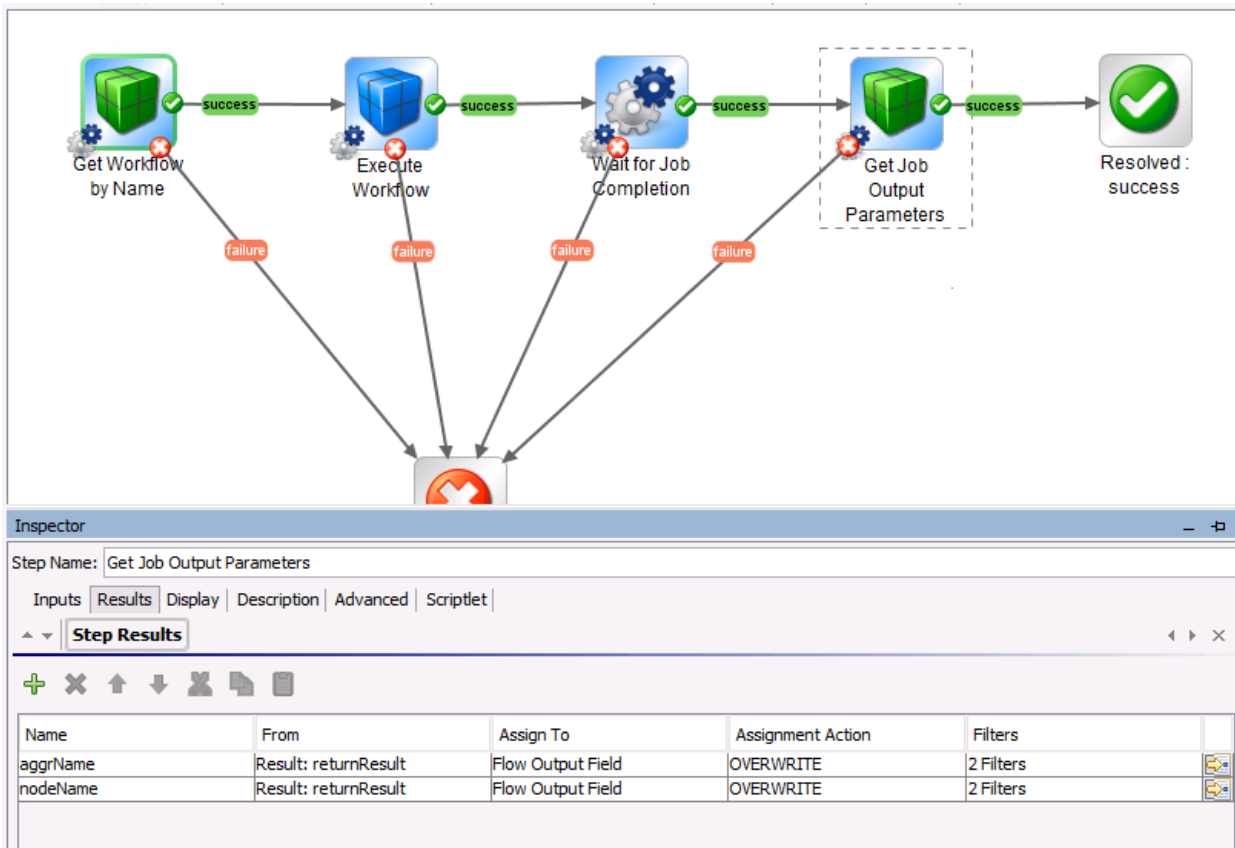 success
success
success
success
Get Workflow
by Name
Execute
Workflow
Wait for Job
Completion
Get Job
Output
Parameters
Resolved :
success
failure
failure
failure
failure
Inspector
Step Name: Get Job Output Parameters
Inputs Results Display Description Advanced Scriptlet
Step Results
Name From Assign To Assignment Action Filters
aggrName Result: returnResult Flow Output Field OVERWRITE 2 Filters
nodeName Result: returnResult Flow Output Field OVERWRITE 2 Filters